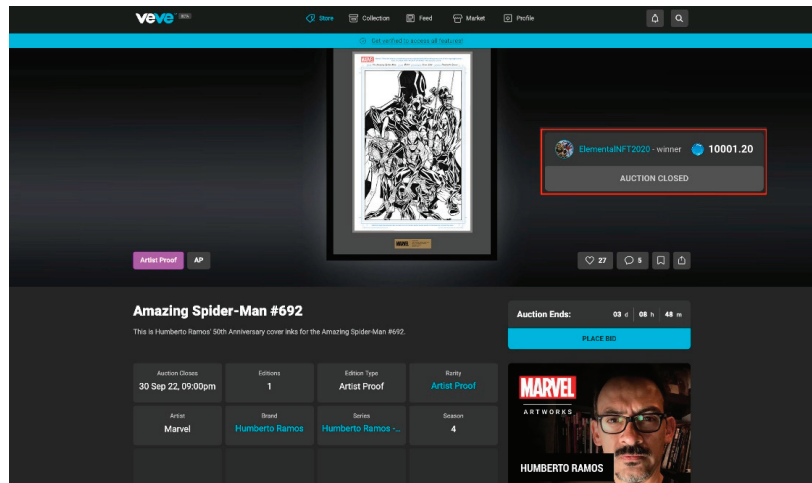 veve BETA
Store Collection Feed Market Profile
Get verified to access all features!
MARVEL
ElementalNFT2020 - winner 10001.20
AUCTION CLOSED
MARVEL
Artist Proof AP
27 5
Amazing Spider-Man #692
This is Humberto Ramos' 50th Anniversary cover inks for the Amazing Spider-Man #692.
Auction Ends: 03 d 08 h 48 m
PLACE BID
Auction Closes Editions Edition Type Rarity
30 Sep 22, 09:00pm 1 Artist Proof Artist Proof
Artist Brand Series Season
Marvel Humberto Ramos Humberto Ramos -... 4
MARVEL
ARTWORKS
HUMBERTO RAMOS